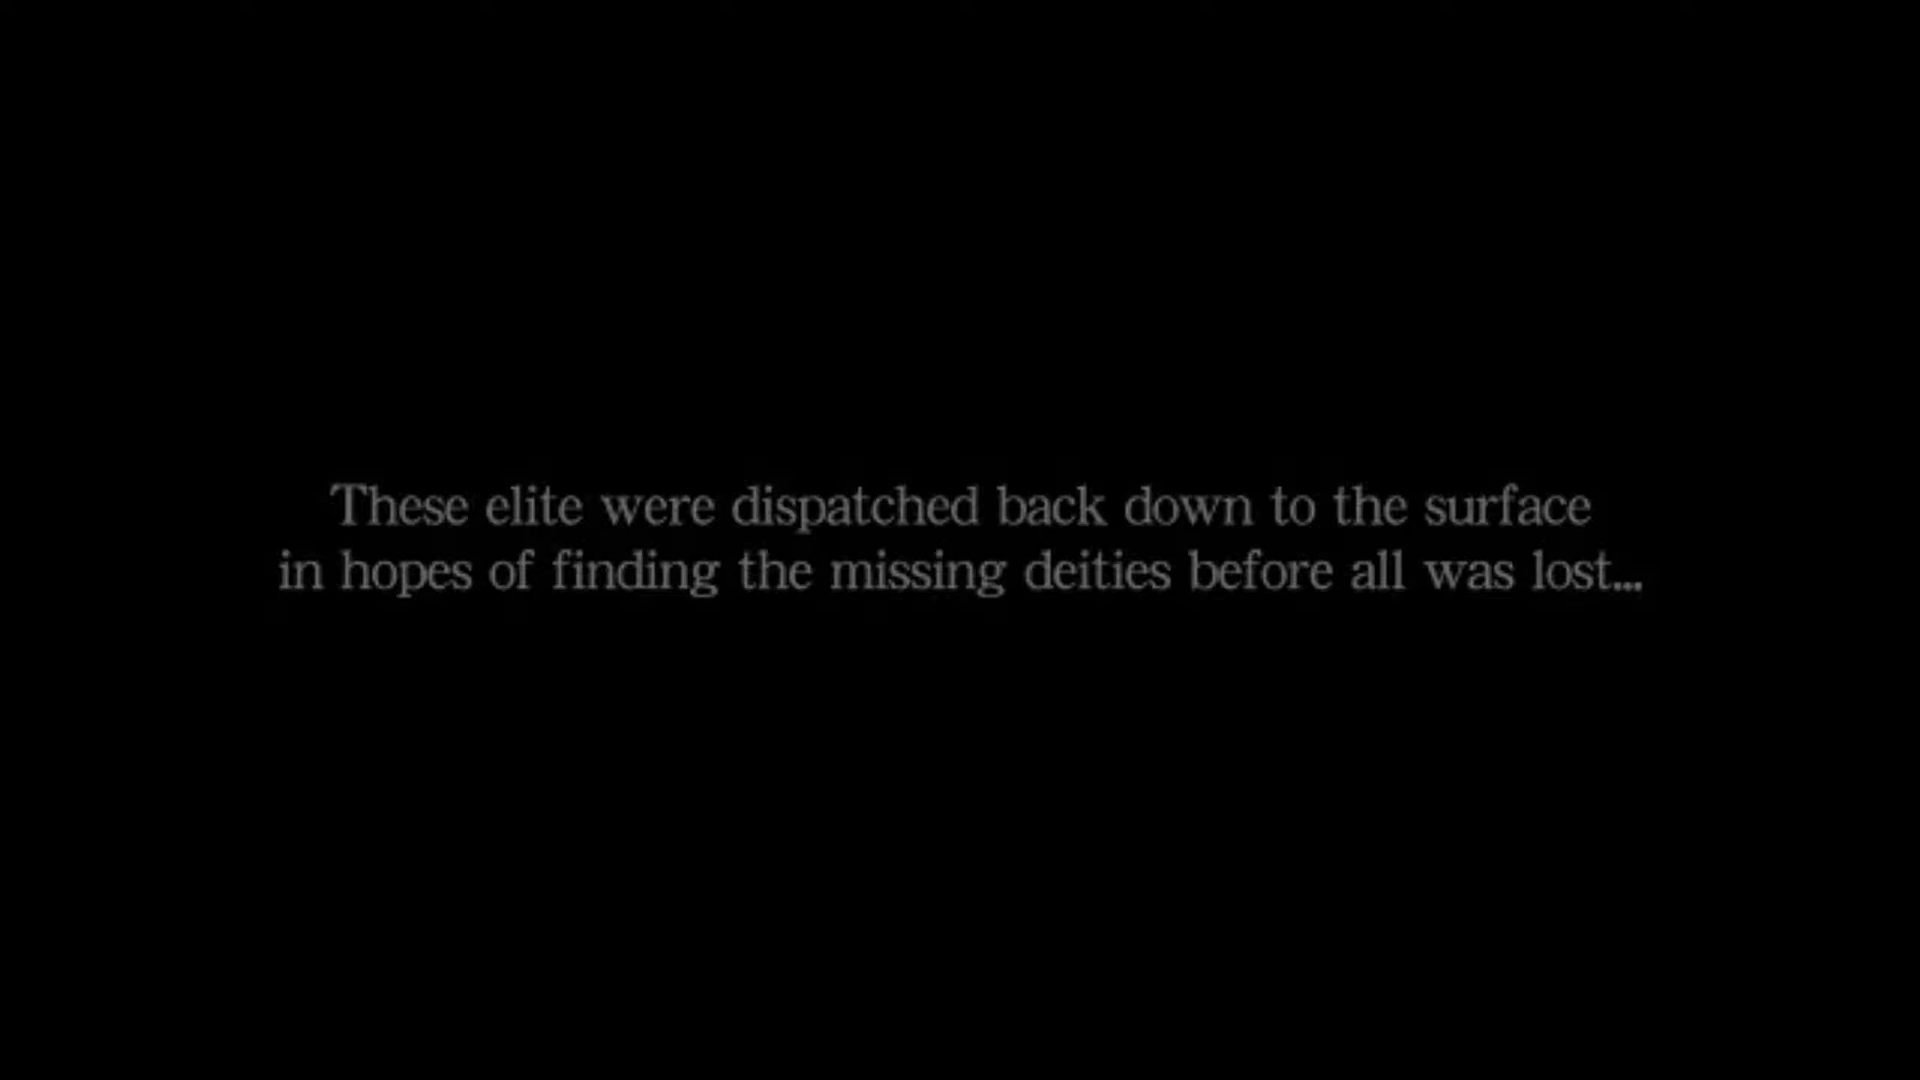 These elite were dispatched back down to the surface
in hopes of finding the missing deities before all was lost...